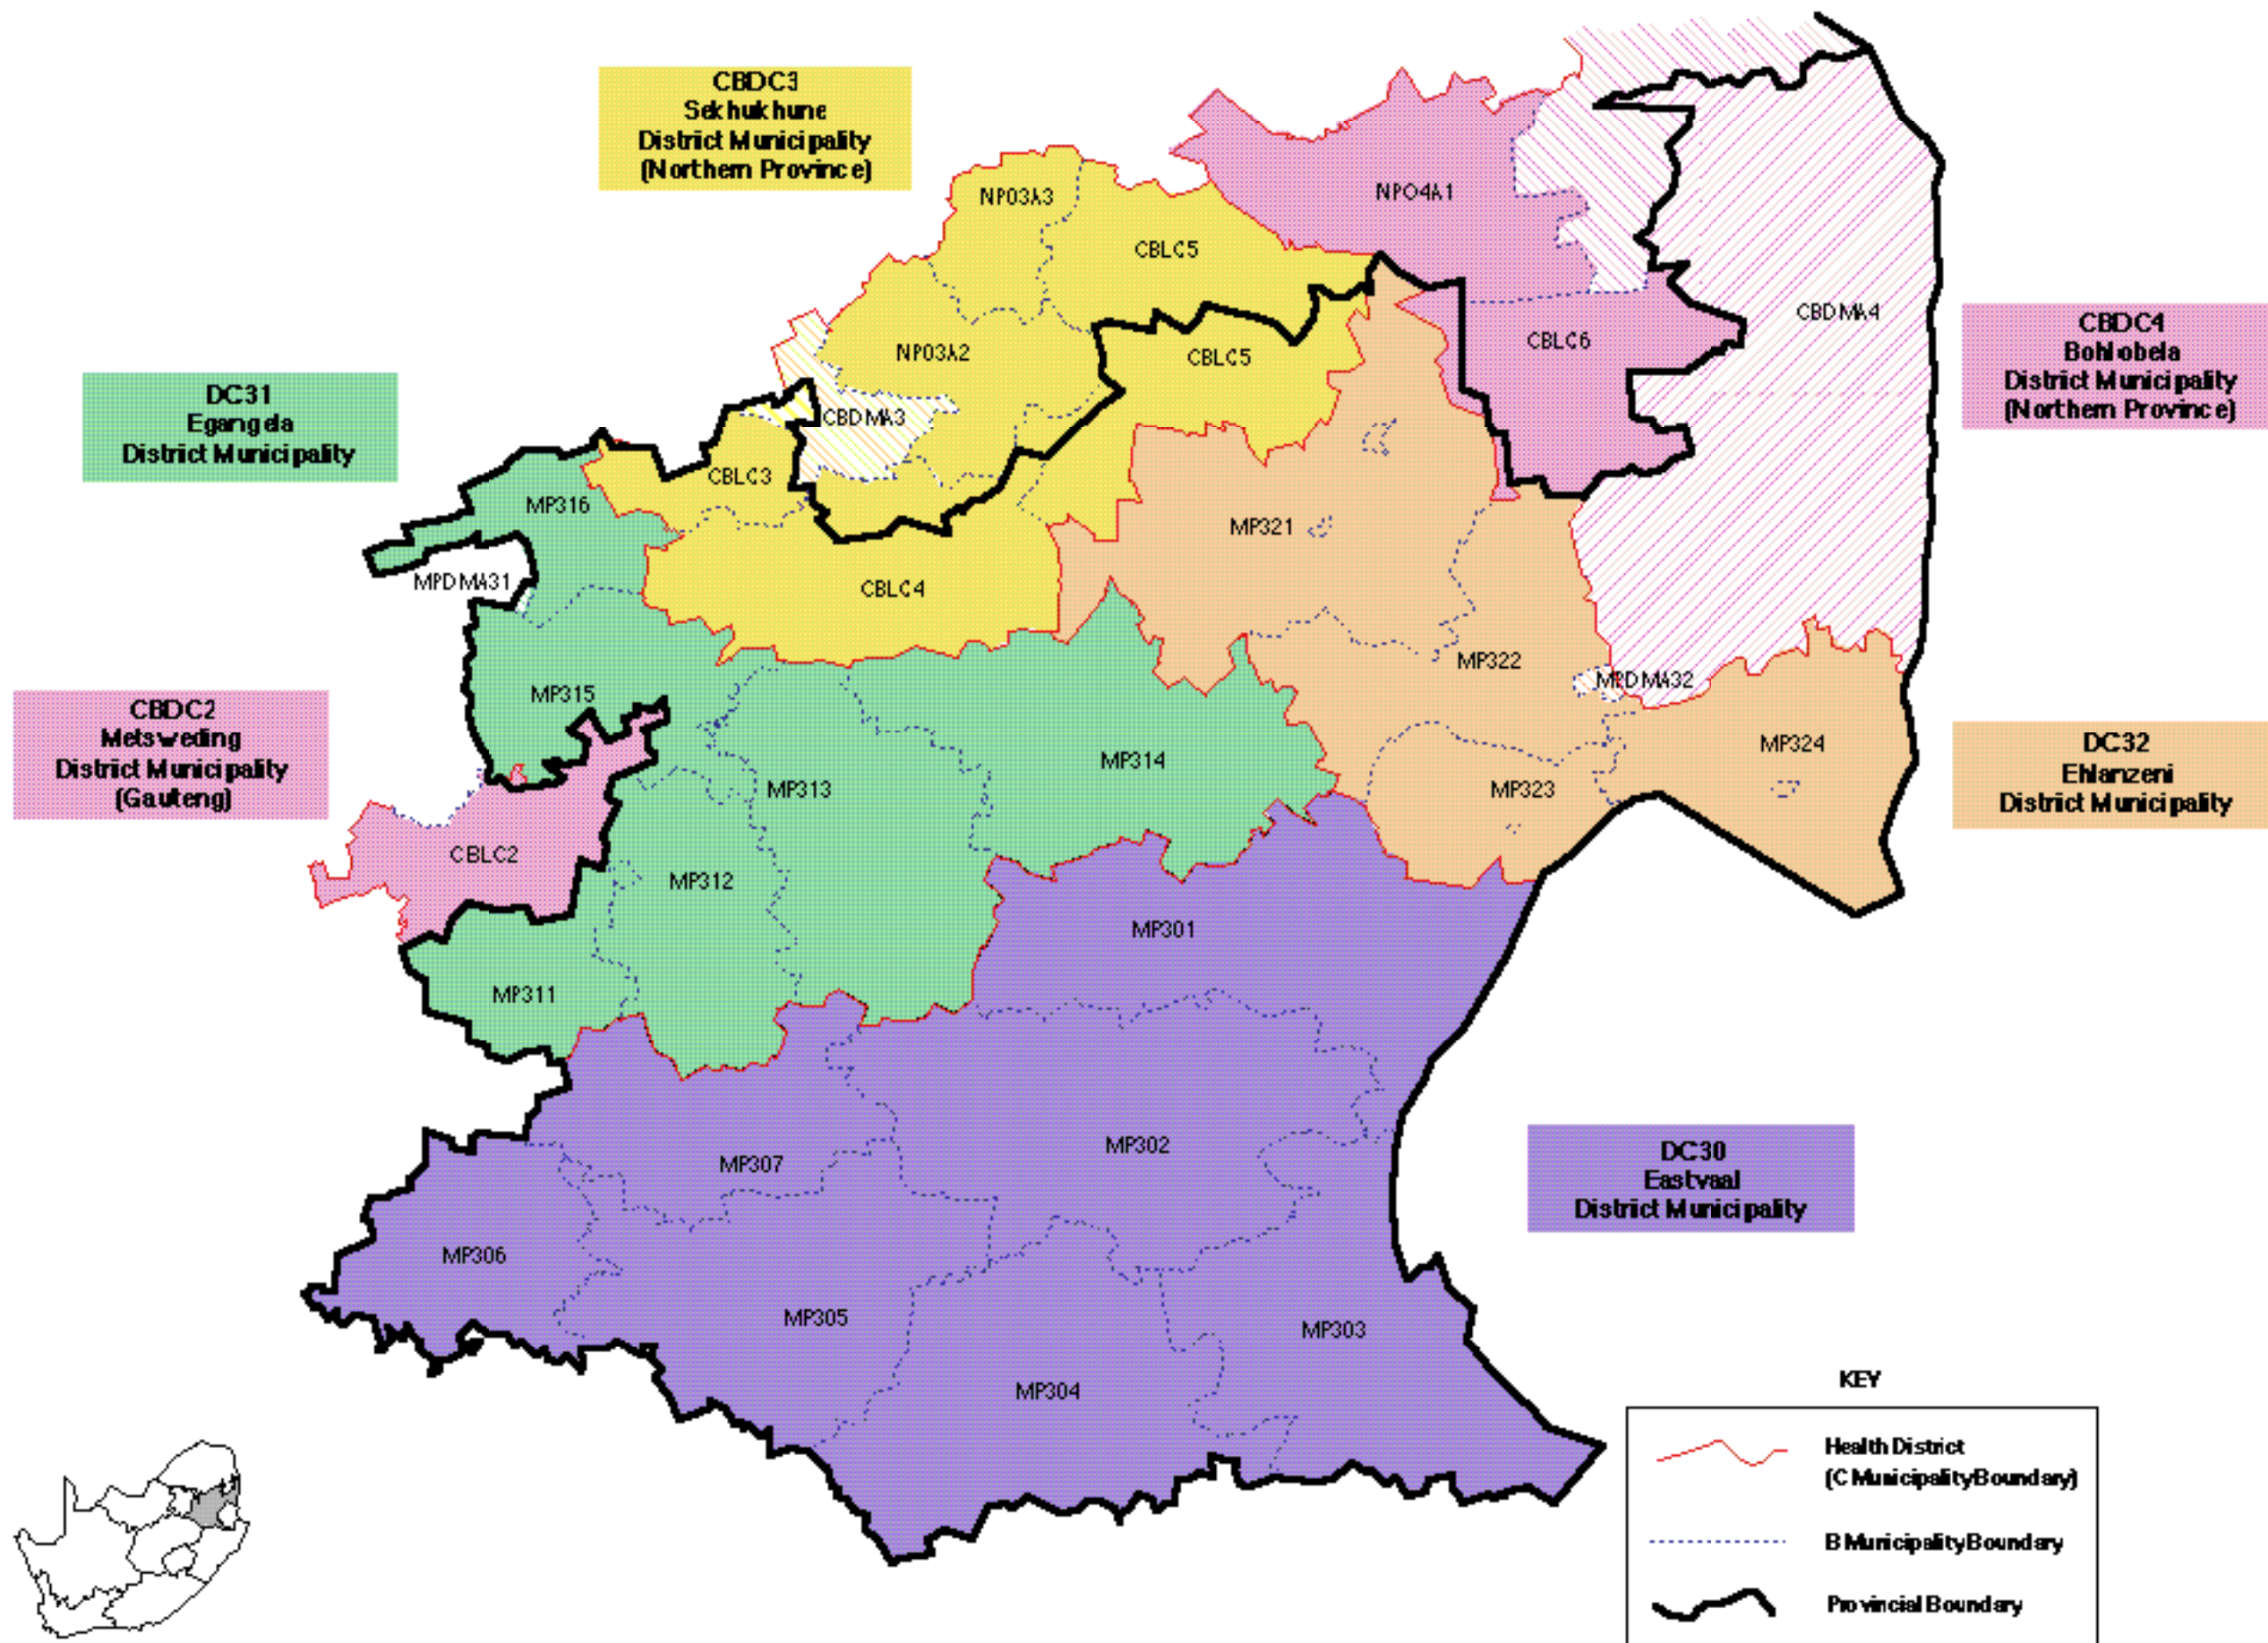 CBDC3
Sekhukhune
District Municipality
(Northern Province)
NP03A3
NPO4A1
CBLC5
CBDMA4
CBDC4
Bohlobela
District Municipality
(Northern Province)
CBLC6
NP03A2
CBLC5
DC31
Egangela
District Municipality
CBDMA3
CBLC3
MP316
MP321
MPDMA31
CBLC4
MP322
MPDMA32
MP315
CBDC2
Metsweding
District Municipality
(Gauteng)
MP314
MP324
DC32
Ehlanzeni
District Municipality
MP313
MP323
CBLC2
MP312
MP301
MP311
MP302
MP307
DC30
Eastvaal
District Municipality
MP306
MP305
MP303
MP304
KEY
Health District
(C Municipality Boundary)
B Municipality Boundary
Provincial Boundary